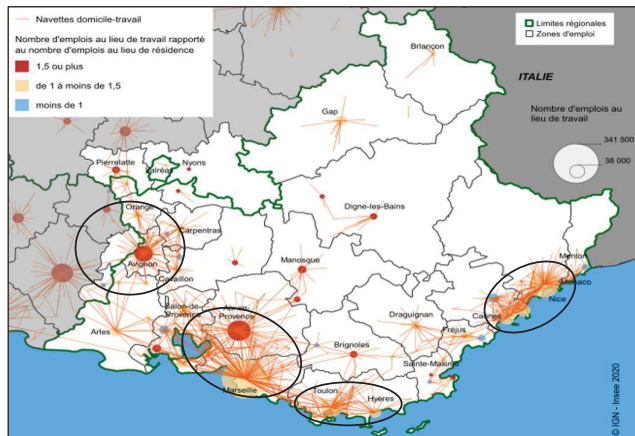 Navettes domicile-travail
Nombre d'emplois au lieu de travail rapporté
au nombre d'emplois au lieu de résidence
1,5 ou plus
de 1 à moins de 1,5
moins de 1
Limites régionales
Zones d'emploi
ITALIE
Nombre d'emplois au
lieu de travail
341 500
38 000
Briançon
Gap
Pierrelatte
Nyons
Valréas
Orange
Carpentras
Avignon
Cavaillon
Digne-les-Bains
Manosque
Menton
Monaco
Nice
Cannes
Salon-de-
Provence
Aix-en-
Provence
Arles
Draguignan
Fréjus
Brignoles
Sainte-Maxime
Marseille
Toulon
Hyères
© IGN - Insee 2020